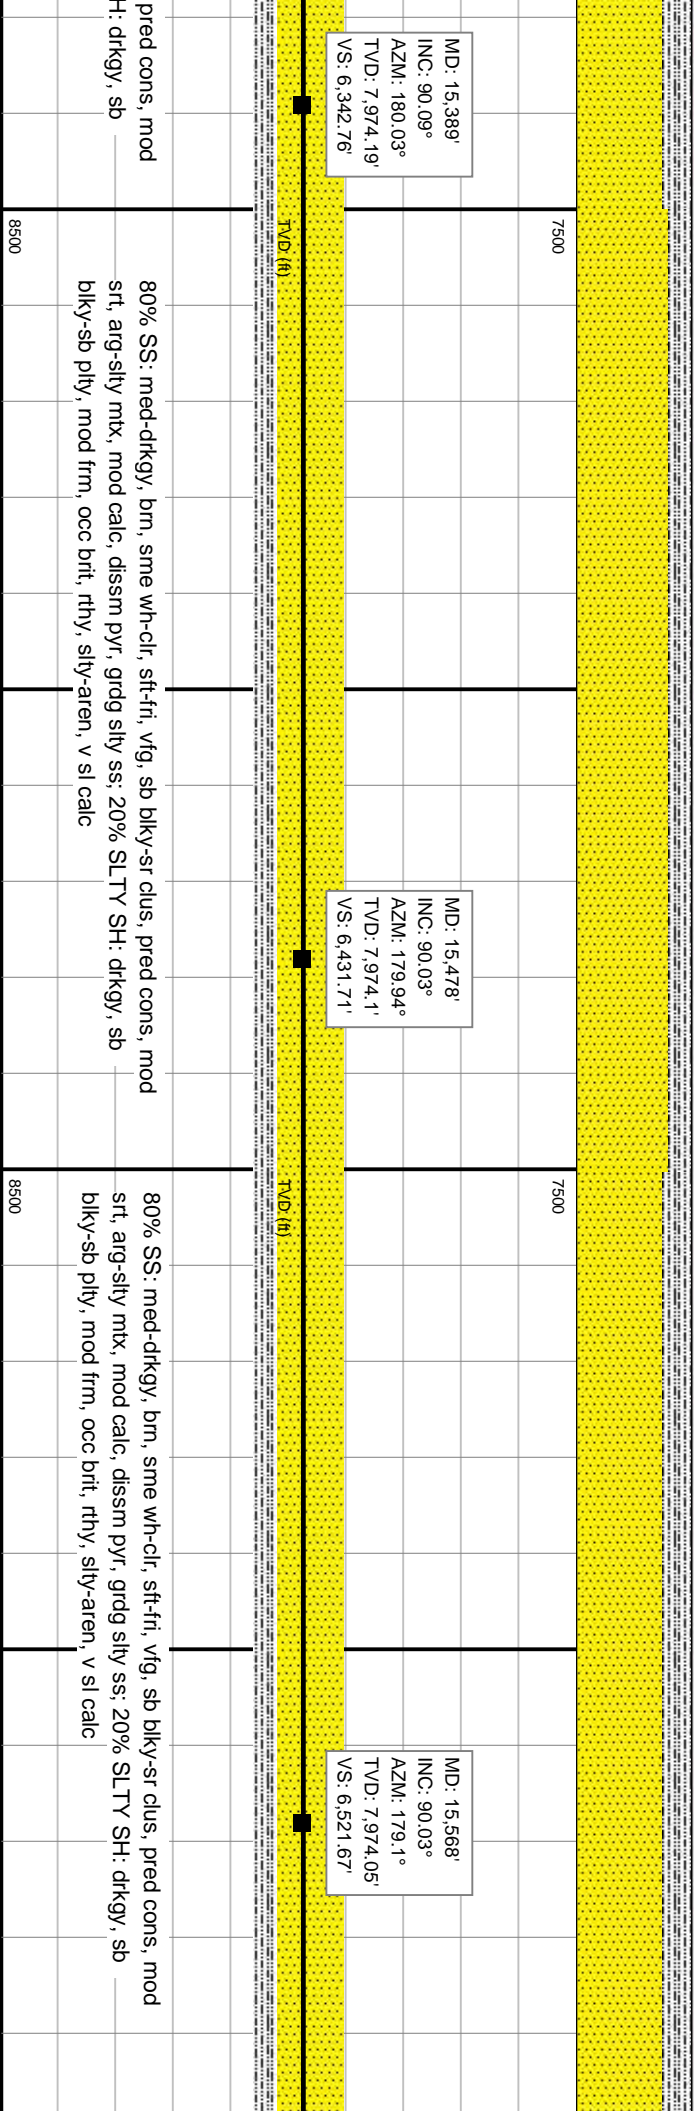 pred cons, mod
H: drkgy, sb
MD: 15,389'
INC: 90.09°
AZM: 180.03°
TVD: 7,974.19'
VS: 6,342.76'
7500
TVD (ft)
8500
80% SS: med-drkgy, brn, sme wh-clr, sft-fri, vfg, sb blky-sr clus, pred cons, mod
srt, arg-slty mtx, mod calc, dissm pyr, grdg slty ss; 20% SLTY SH: drkgy, sb
blky-sb plty, mod frm, occ brit, rthy, slty-aren, v sl calc
MD: 15,478'
INC: 90.03°
AZM: 179.94°
TVD: 7,974.1'
VS: 6,431.71'
7500
TVD (ft)
8500
80% SS: med-drkgy, brn, sme wh-clr, sft-fri, vfg, sb blky-sr clus, pred cons, mod
srt, arg-slty mtx, mod calc, dissm pyr, grdg slty ss; 20% SLTY SH: drkgy, sb
blky-sb plty, mod frm, occ brit, rthy, slty-aren, v sl calc
MD: 15,568'
INC: 90.03°
AZM: 179.1°
TVD: 7,974.05'
VS: 6,521.67'